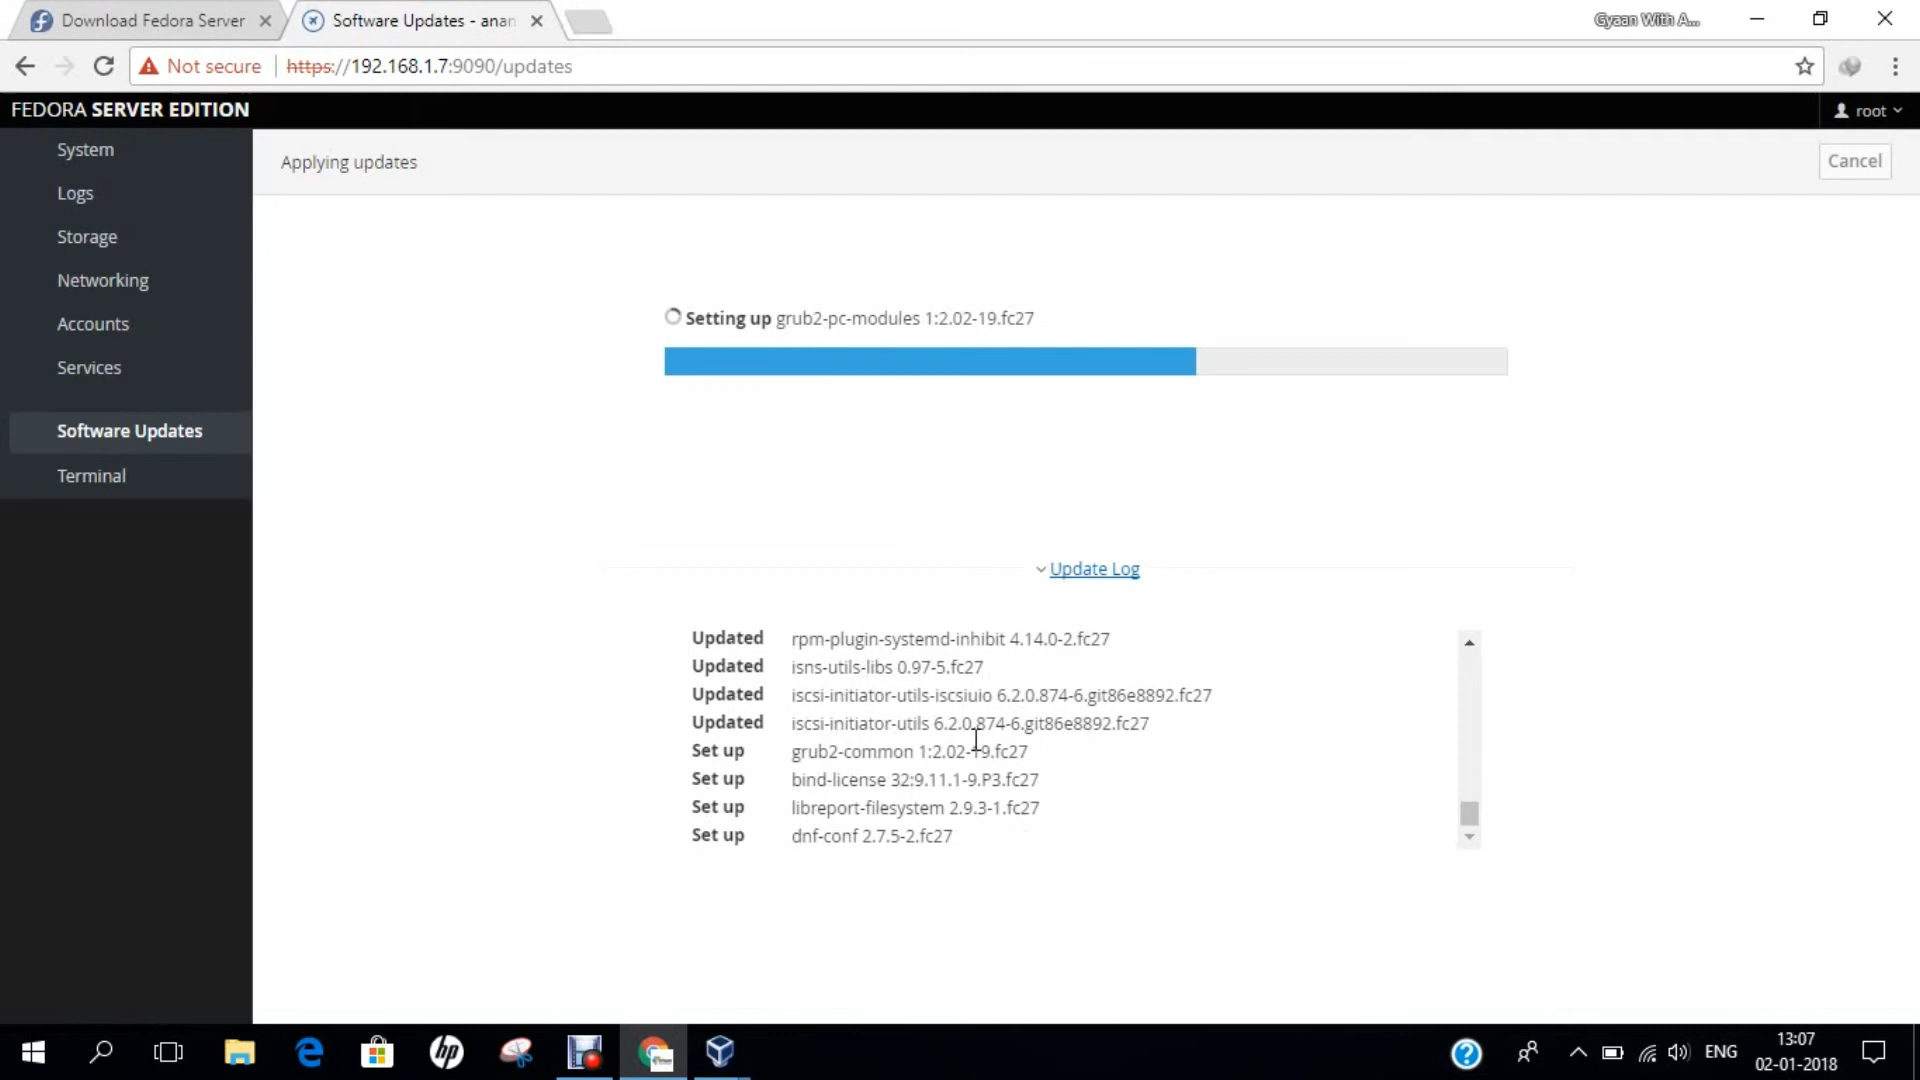 Download Fedora Server
Software Updates - anan
Gyaan With A...
Not secure
https://192.168.1.7:9090/updates
FEDORA SERVER EDITION
root
System
Logs
Storage
Networking
Accounts
Services
Software Updates
Terminal
Applying updates
Cancel
Setting up grub2-pc-modules 1:2.02-19.fc27
Update Log
Updated rpm-plugin-systemd-inhibit 4.14.0-2.fc27
Updated isns-utils-libs 0.97-5.fc27
Updated iscsi-initiator-utils-iscsiuio 6.2.0.874-6.git86e8892.fc27
Updated iscsi-initiator-utils 6.2.0.874-6.git86e8892.fc27
Set up grub2-common 1:2.02-19.fc27
Set up bind-license 32:9.11.1-9.P3.fc27
Set up libreport-filesystem 2.9.3-1.fc27
Set up dnf-conf 2.7.5-2.fc27
hp
ENG
13:07
02-01-2018